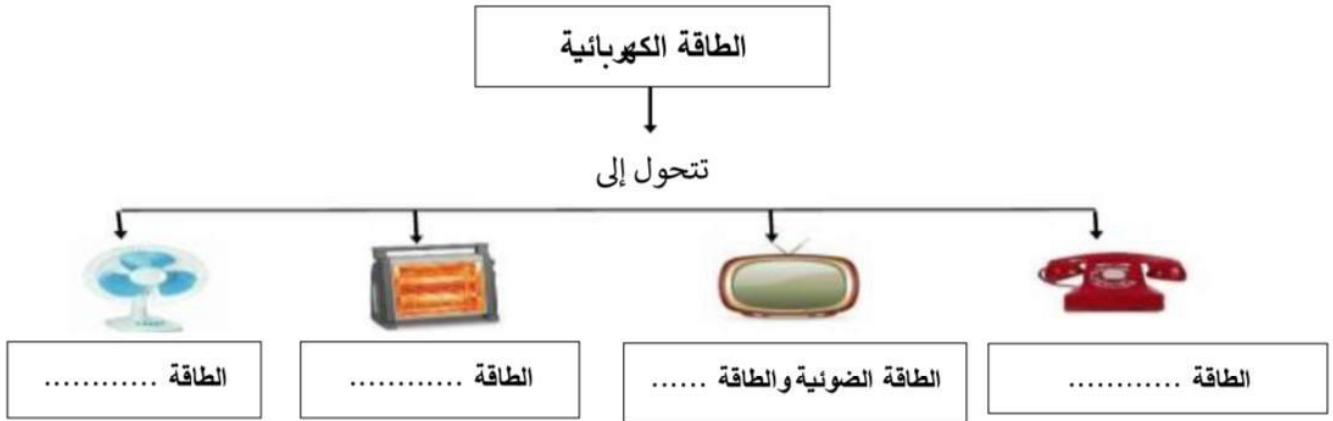 الطاقة الكهربائية
تتحول إلى
الطاقة ............
الطاقة الضوئية والطاقة ......
الطاقة ............
الطاقة ............